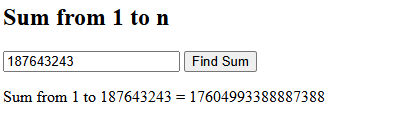 Sum from 1 to n
187643243
Find Sum
Sum from 1 to 187643243 = 17604993388887388